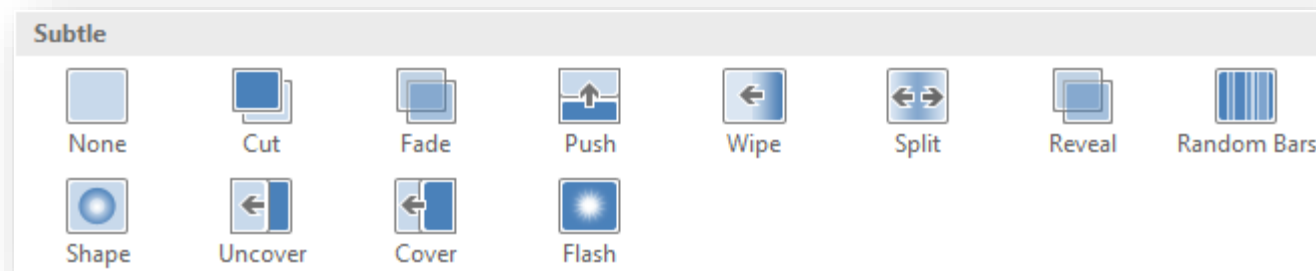 Subtle
None Cut Fade Push Wipe Split Reveal Random Bars
Shape Uncover Cover Flash